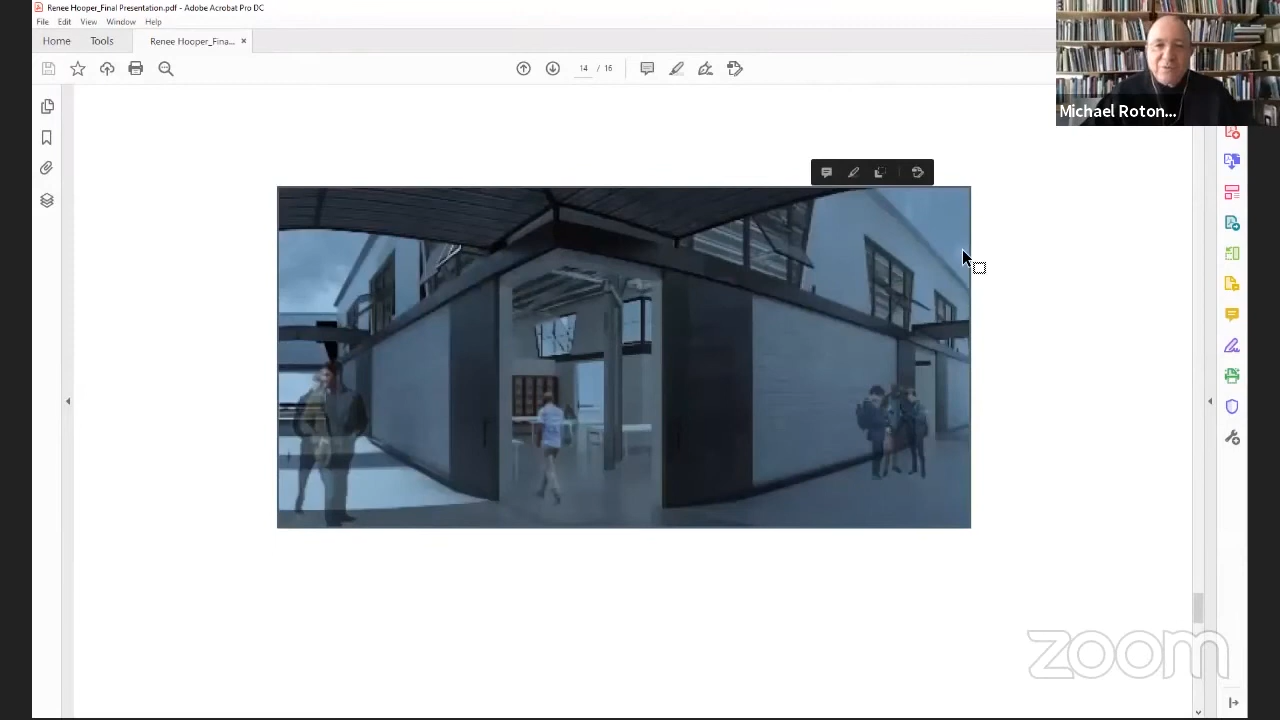 Renee Hooper_Final Presentation.pdf - Adobe Acrobat Pro DC
File Edit View Window Help
Home Tools Renee Hooper_Fina... ×
14 / 16
Michael Roton...
zoom